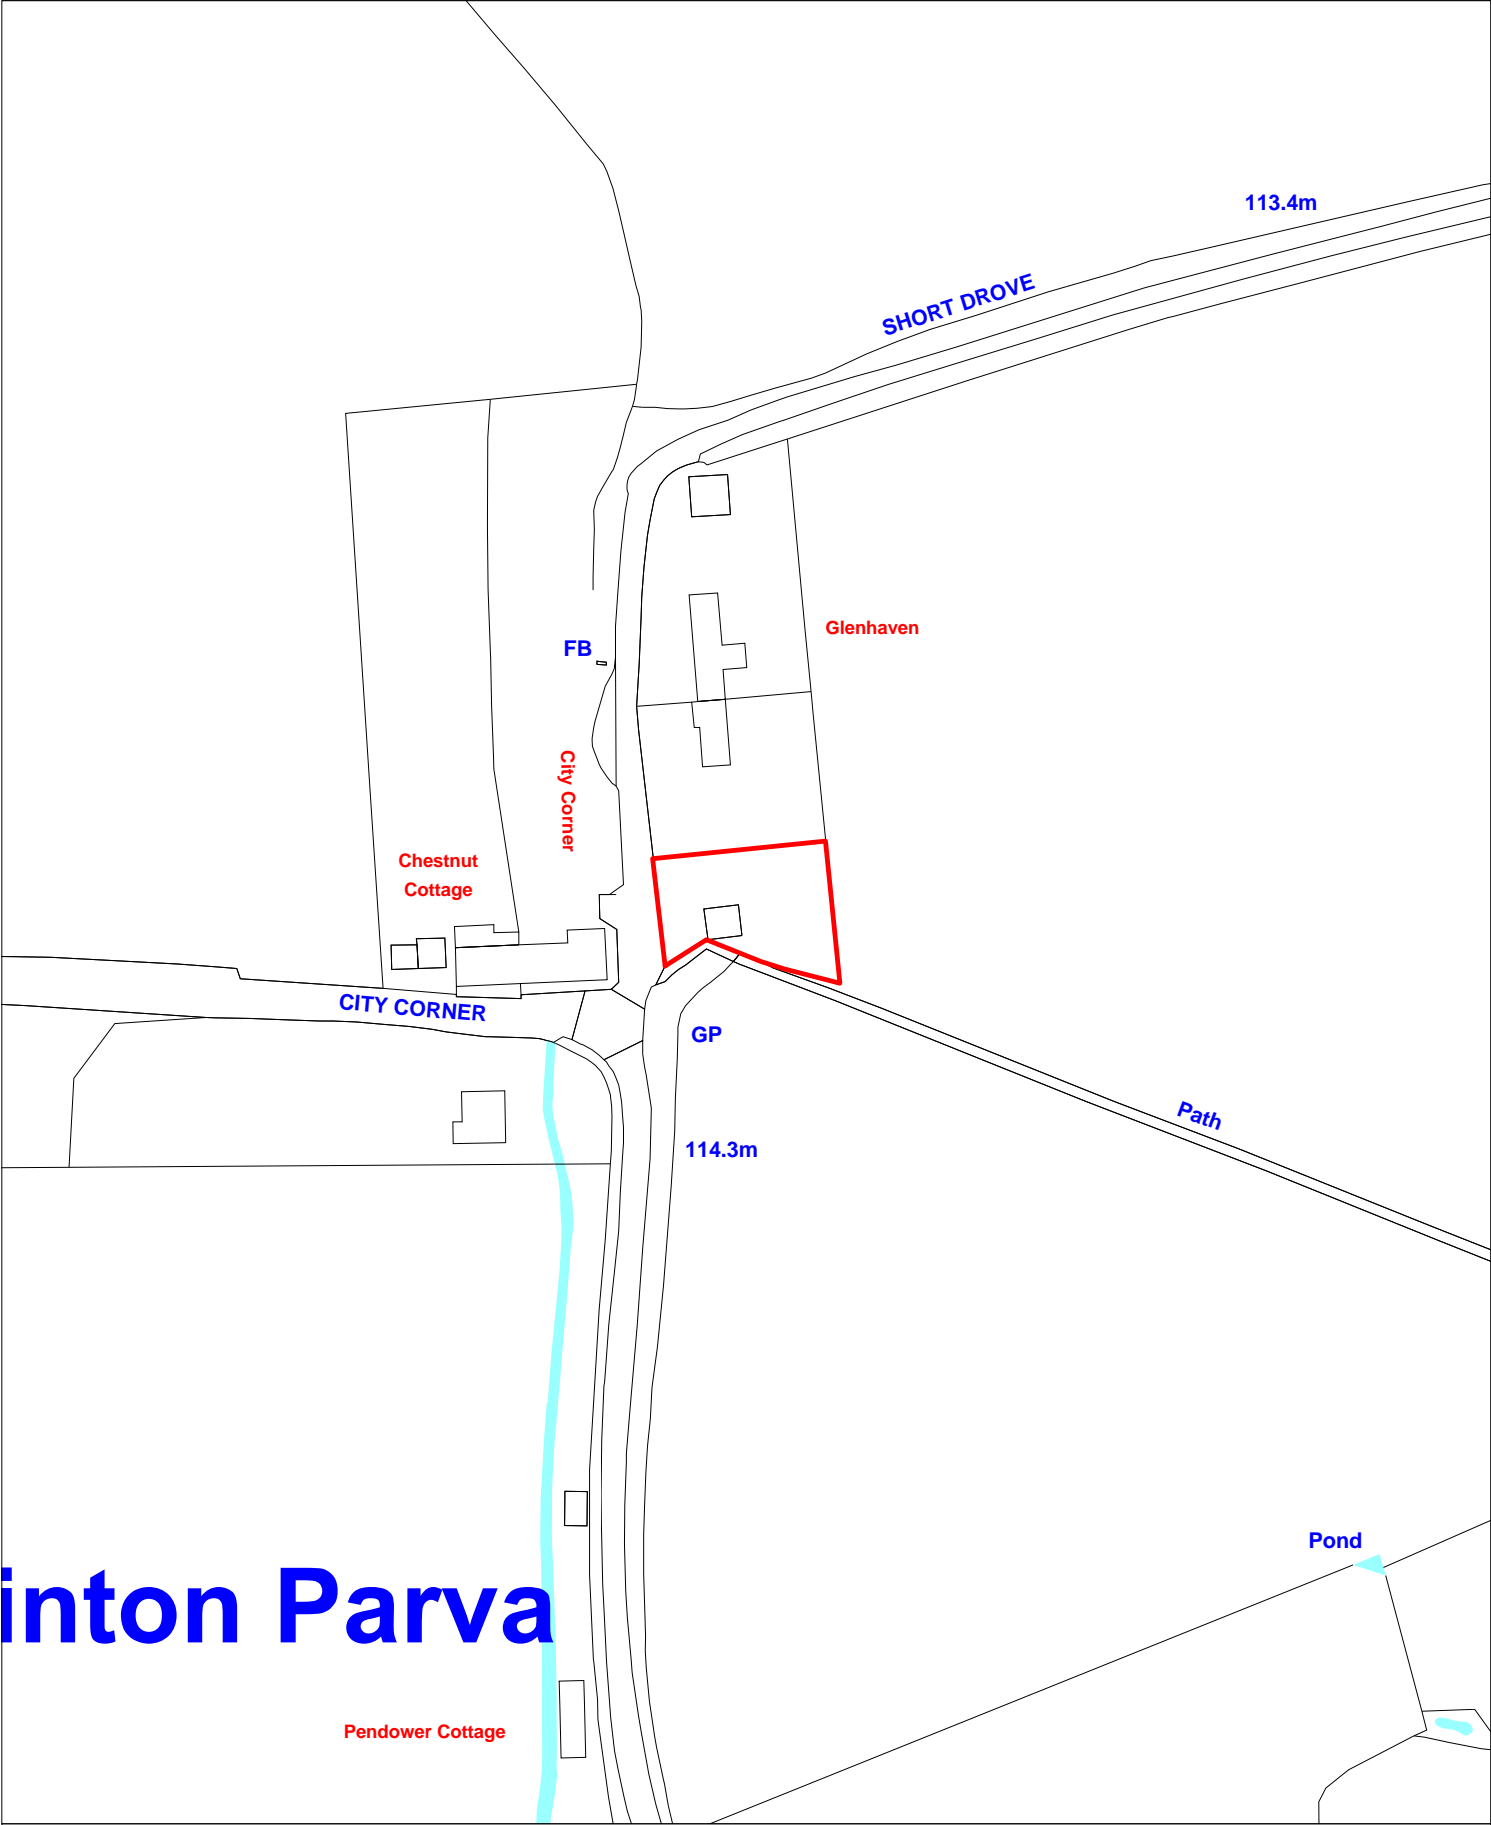 113.4m
SHORT DROVE
Glenhaven
FB
City Corner
Chestnut
Cottage
CITY CORNER
GP
Path
114.3m
Pond
inton Parva
Pendower Cottage